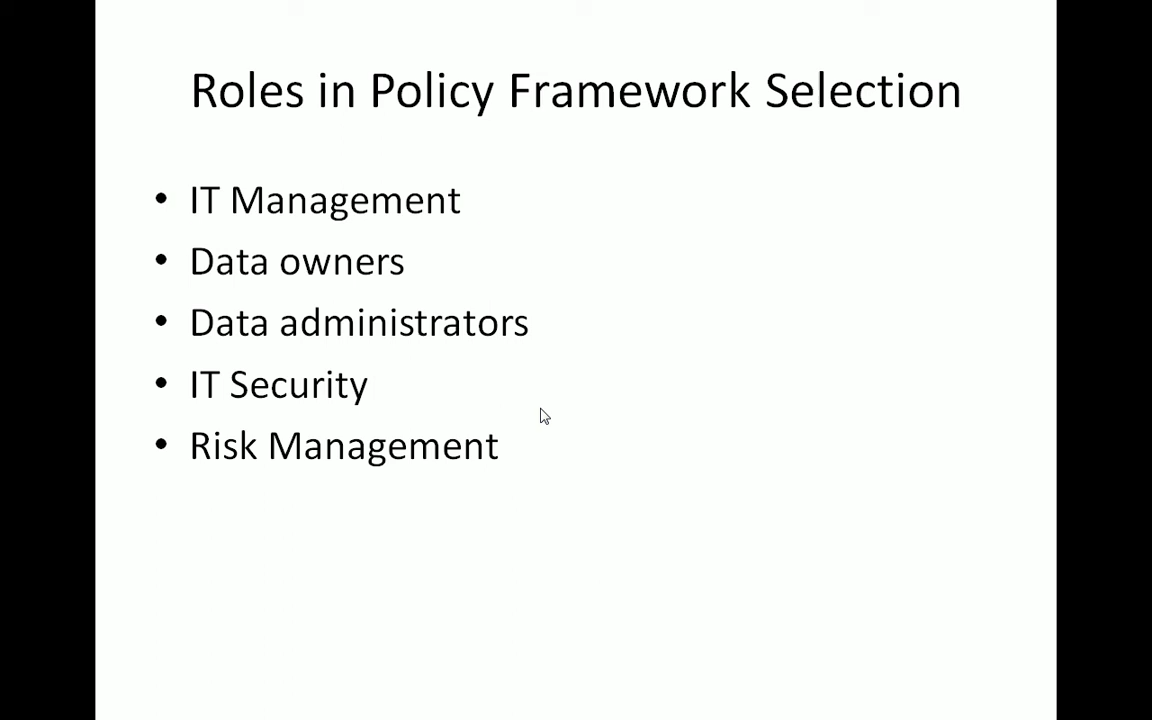 Roles in Policy Framework Selection
• IT Management
• Data owners
• Data administrators
• IT Security
• Risk Management